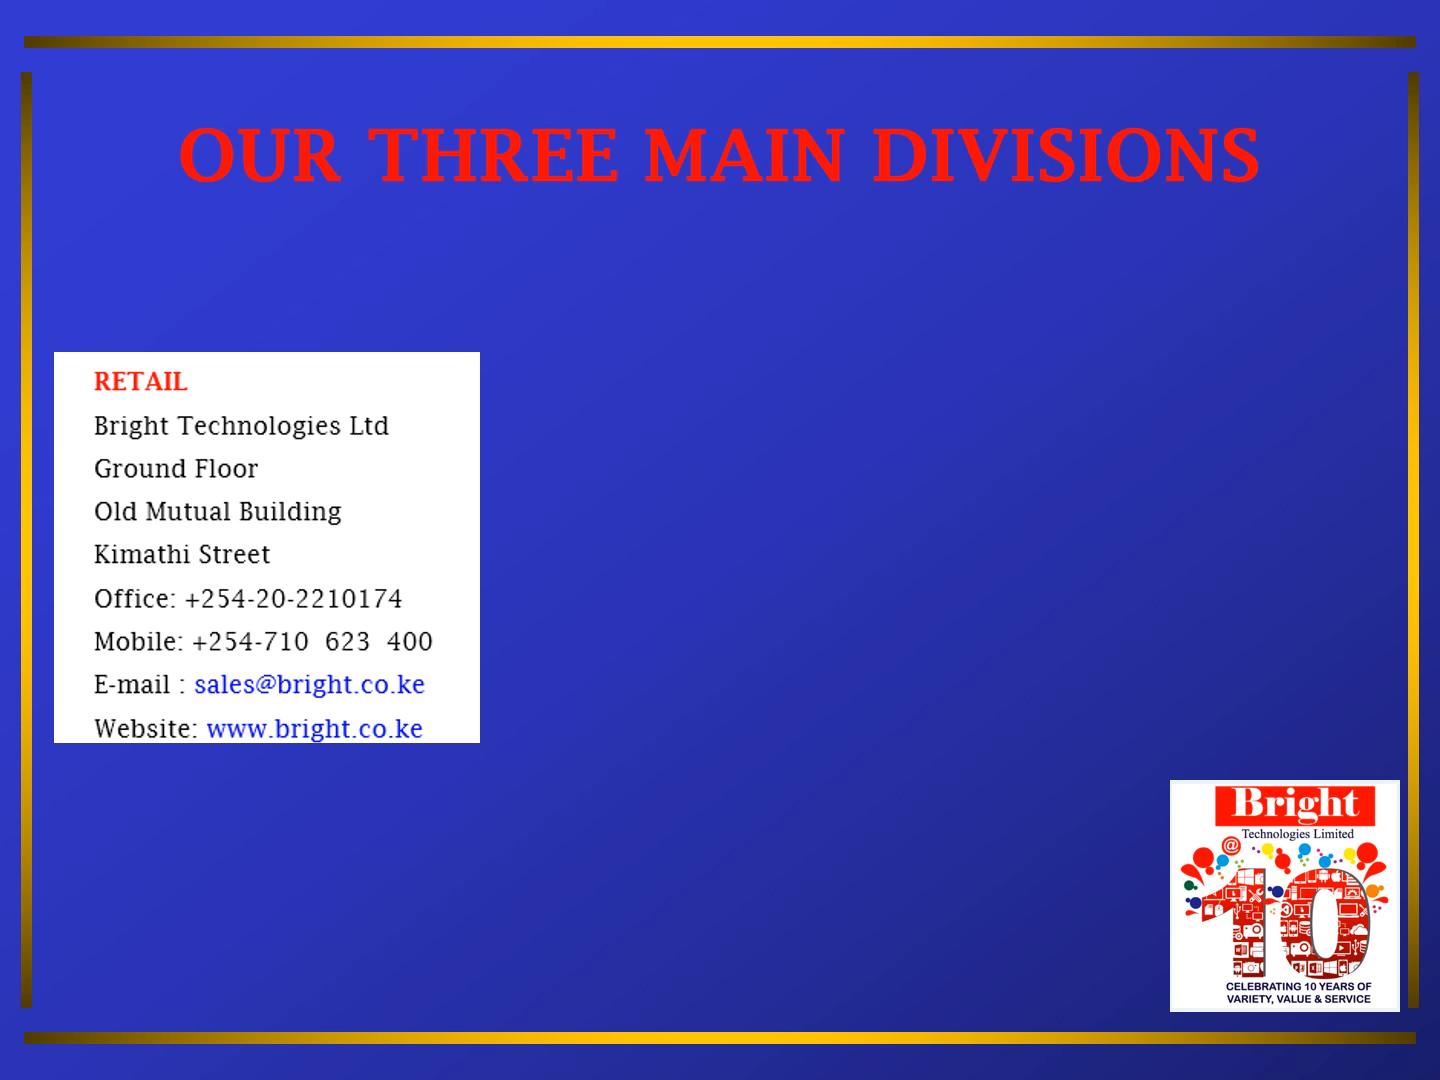 OUR THREE MAIN DIVISIONS
RETAIL
Bright Technologies Ltd
Ground Floor
Old Mutual Building
Kimathi Street
Office: +254-20-2210174
Mobile: +254-710 623 400
E-mail : sales@bright.co.ke
Website: www.bright.co.ke
Bright
Technologies Limited
@
10
CELEBRATING 10 YEARS OF
VARIETY, VALUE & SERVICE